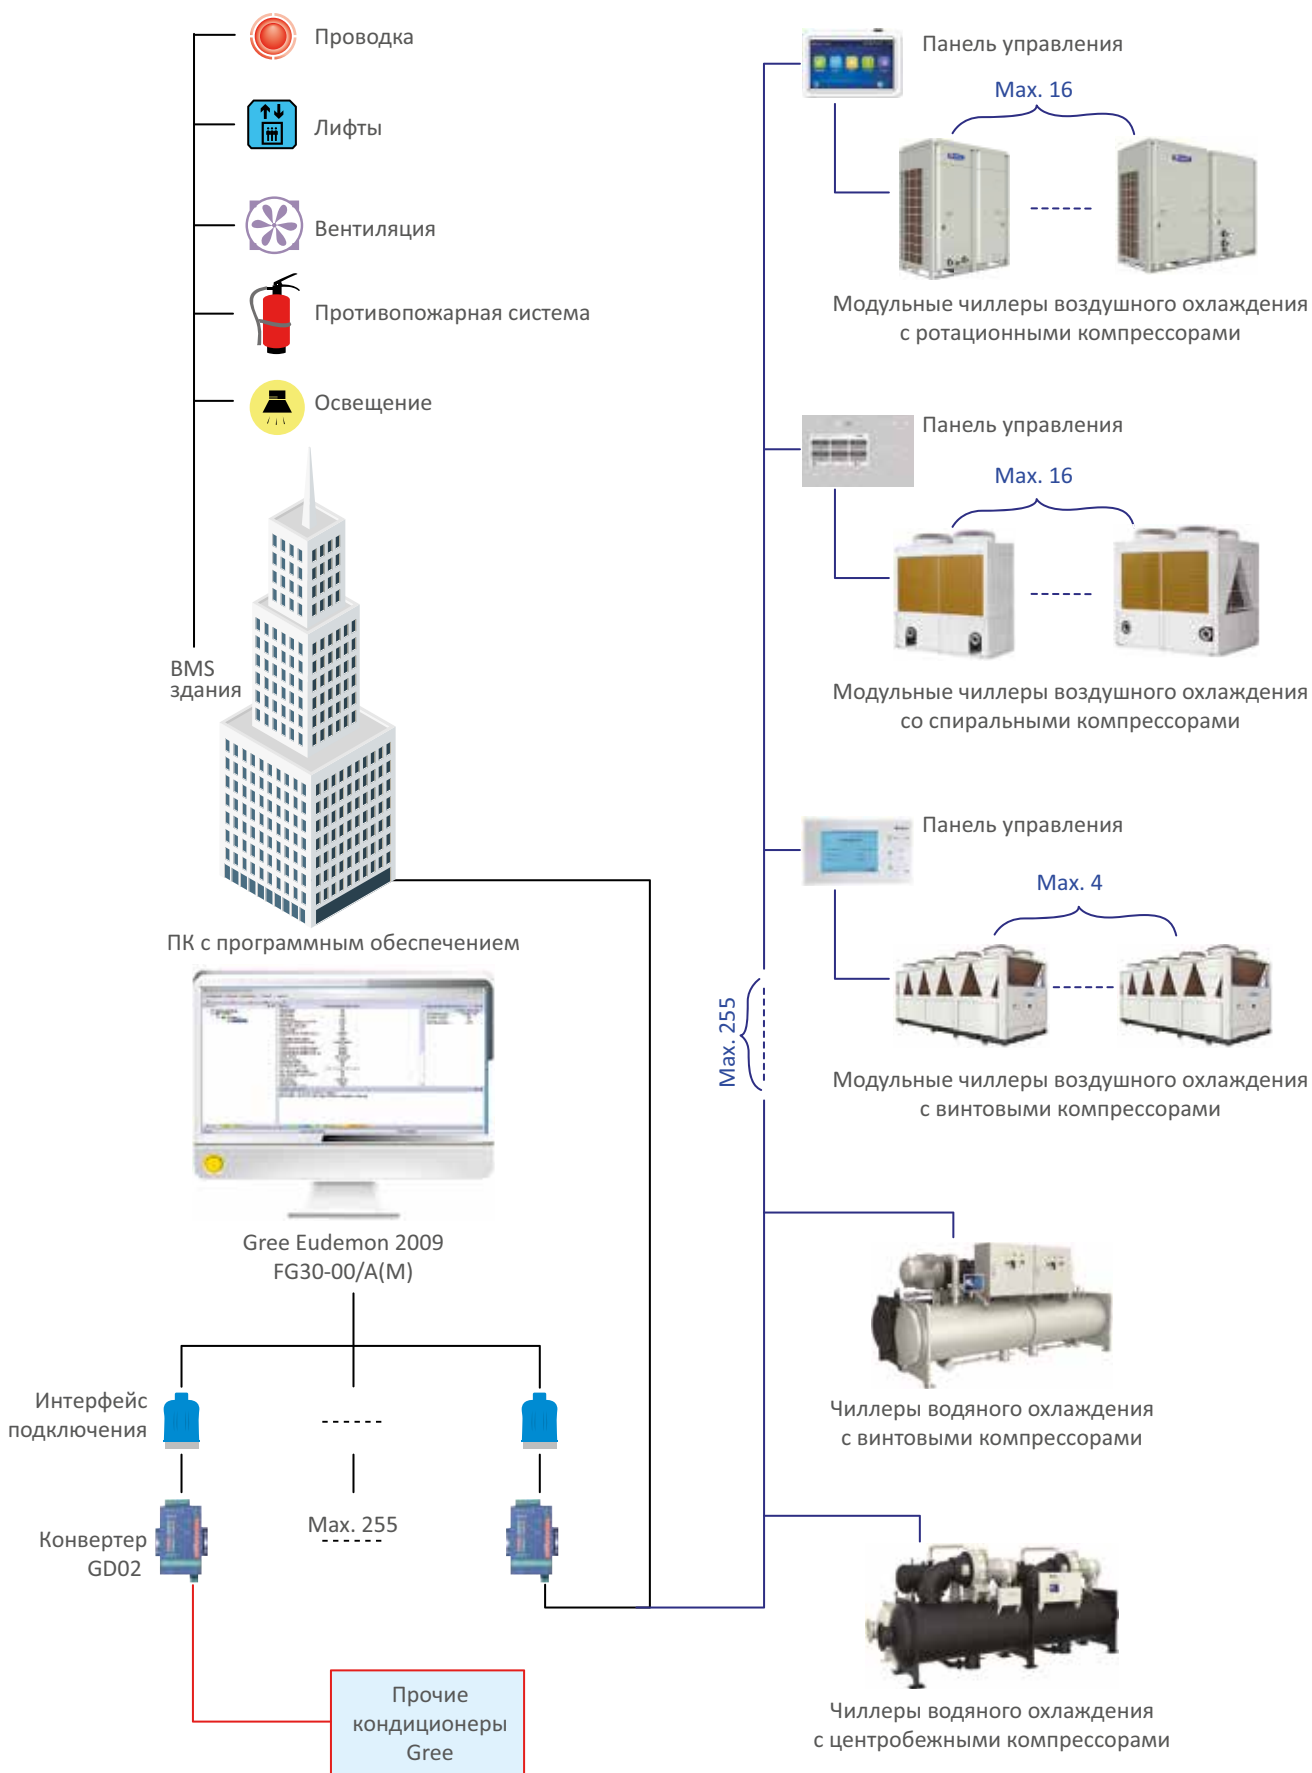 Проводка
Лифты
Вентиляция
Противопожарная система
Освещение
BMS
здания
ПК с программным обеспечением
Gree Eudemon 2009
FG30-00/A(M)
Интерфейс
подключения
Конвертер
GD02
Max. 255
Прочие
кондиционеры
Gree
Панель управления
Max. 16
Модульные чиллеры воздушного охлаждения
с ротационными компрессорами
Панель управления
Max. 16
Модульные чиллеры воздушного охлаждения
со спиральными компрессорами
Панель управления
Max. 4
Max. 255
Модульные чиллеры воздушного охлаждения
с винтовыми компрессорами
Чиллеры водяного охлаждения
с винтовыми компрессорами
Чиллеры водяного охлаждения
с центробежными компрессорами